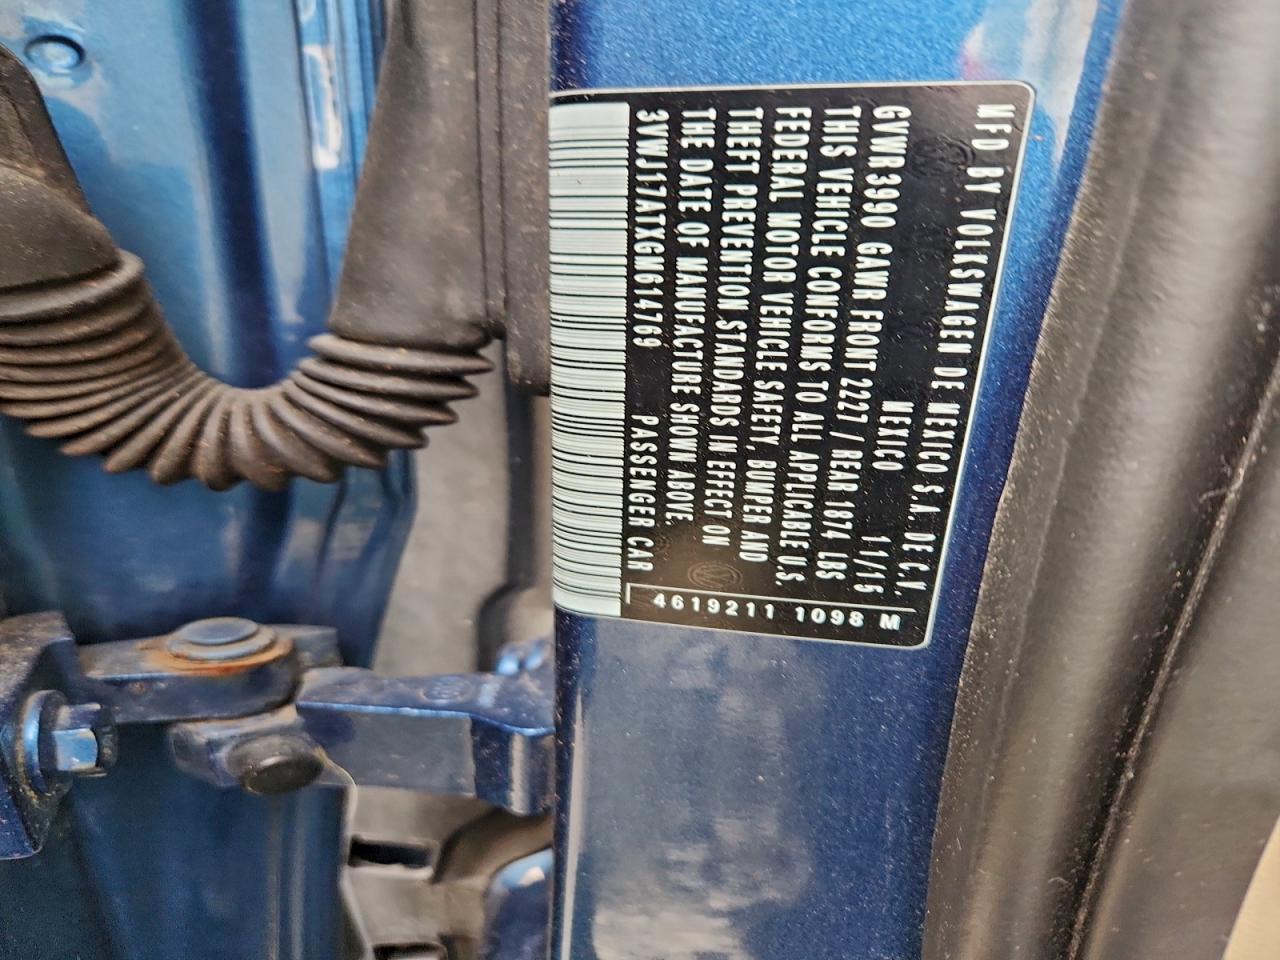 MFD BY VOLKSWAGEN DE MEXICO S.A. DE C.V.
MEXICO
MEXICO 11/15
GVWR 3990 GAWR FRONT 2227 / REAR 1874 LBS
THIS VEHICLE CONFORMS TO ALL APPLICABLE U.S.
FEDERAL MOTOR VEHICLE SAFETY, BUMPER AND
THEFT PREVENTION STANDARDS IN EFFECT ON
THE DATE OF MANUFACTURE SHOWN ABOVE.
3VWJ17ATXGM614769 PASSENGER CAR
4619211 1098 M